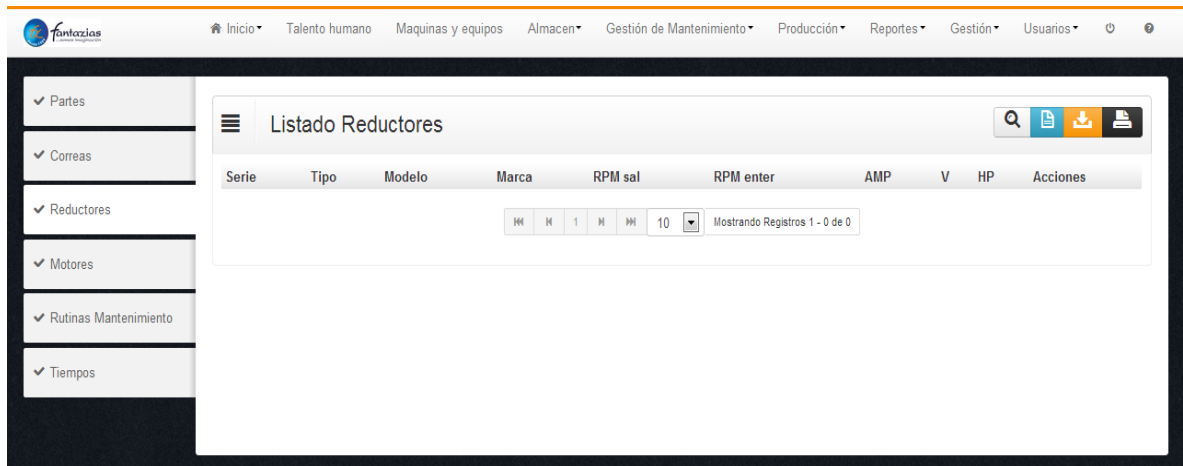 fantazias
Inicio Talento humano Maquinas y equipos Almacen Gestión de Mantenimiento Producción Reportes Gestión Usuarios
Partes
Correas
Reductores
Motores
Rutinas Mantenimiento
Tiempos
Listado Reductores
Serie Tipo Modelo Marca RPM sal RPM enter AMP V HP Acciones
1 10 Mostrando Registros 1 - 0 de 0